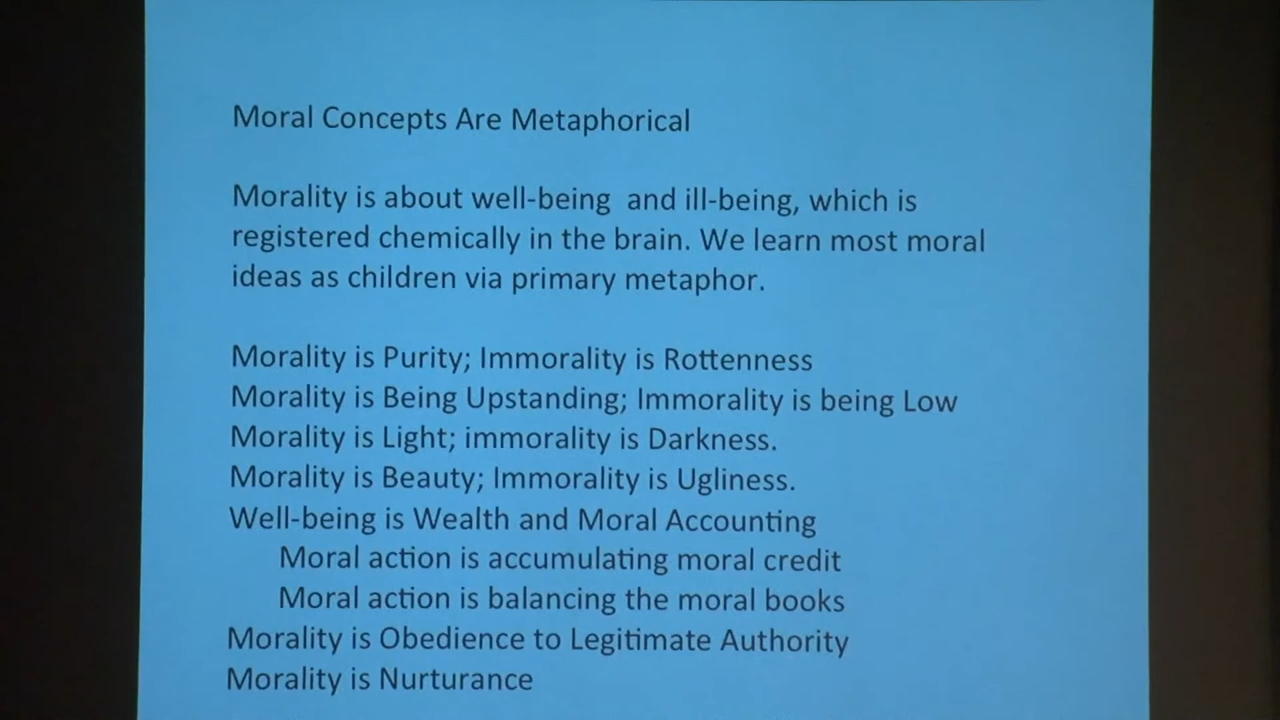 Moral Concepts Are Metaphorical
Morality is about well-being  and ill-being, which is
registered chemically in the brain. We learn most moral
ideas as children via primary metaphor.
Morality is Purity; Immorality is Rottenness
Morality is Being Upstanding; Immorality is being Low
Morality is Light; immorality is Darkness.
Morality is Beauty; Immorality is Ugliness.
Well-being is Wealth and Moral Accounting
Moral action is accumulating moral credit
Moral action is balancing the moral books
Morality is Obedience to Legitimate Authority
Morality is Nurturance